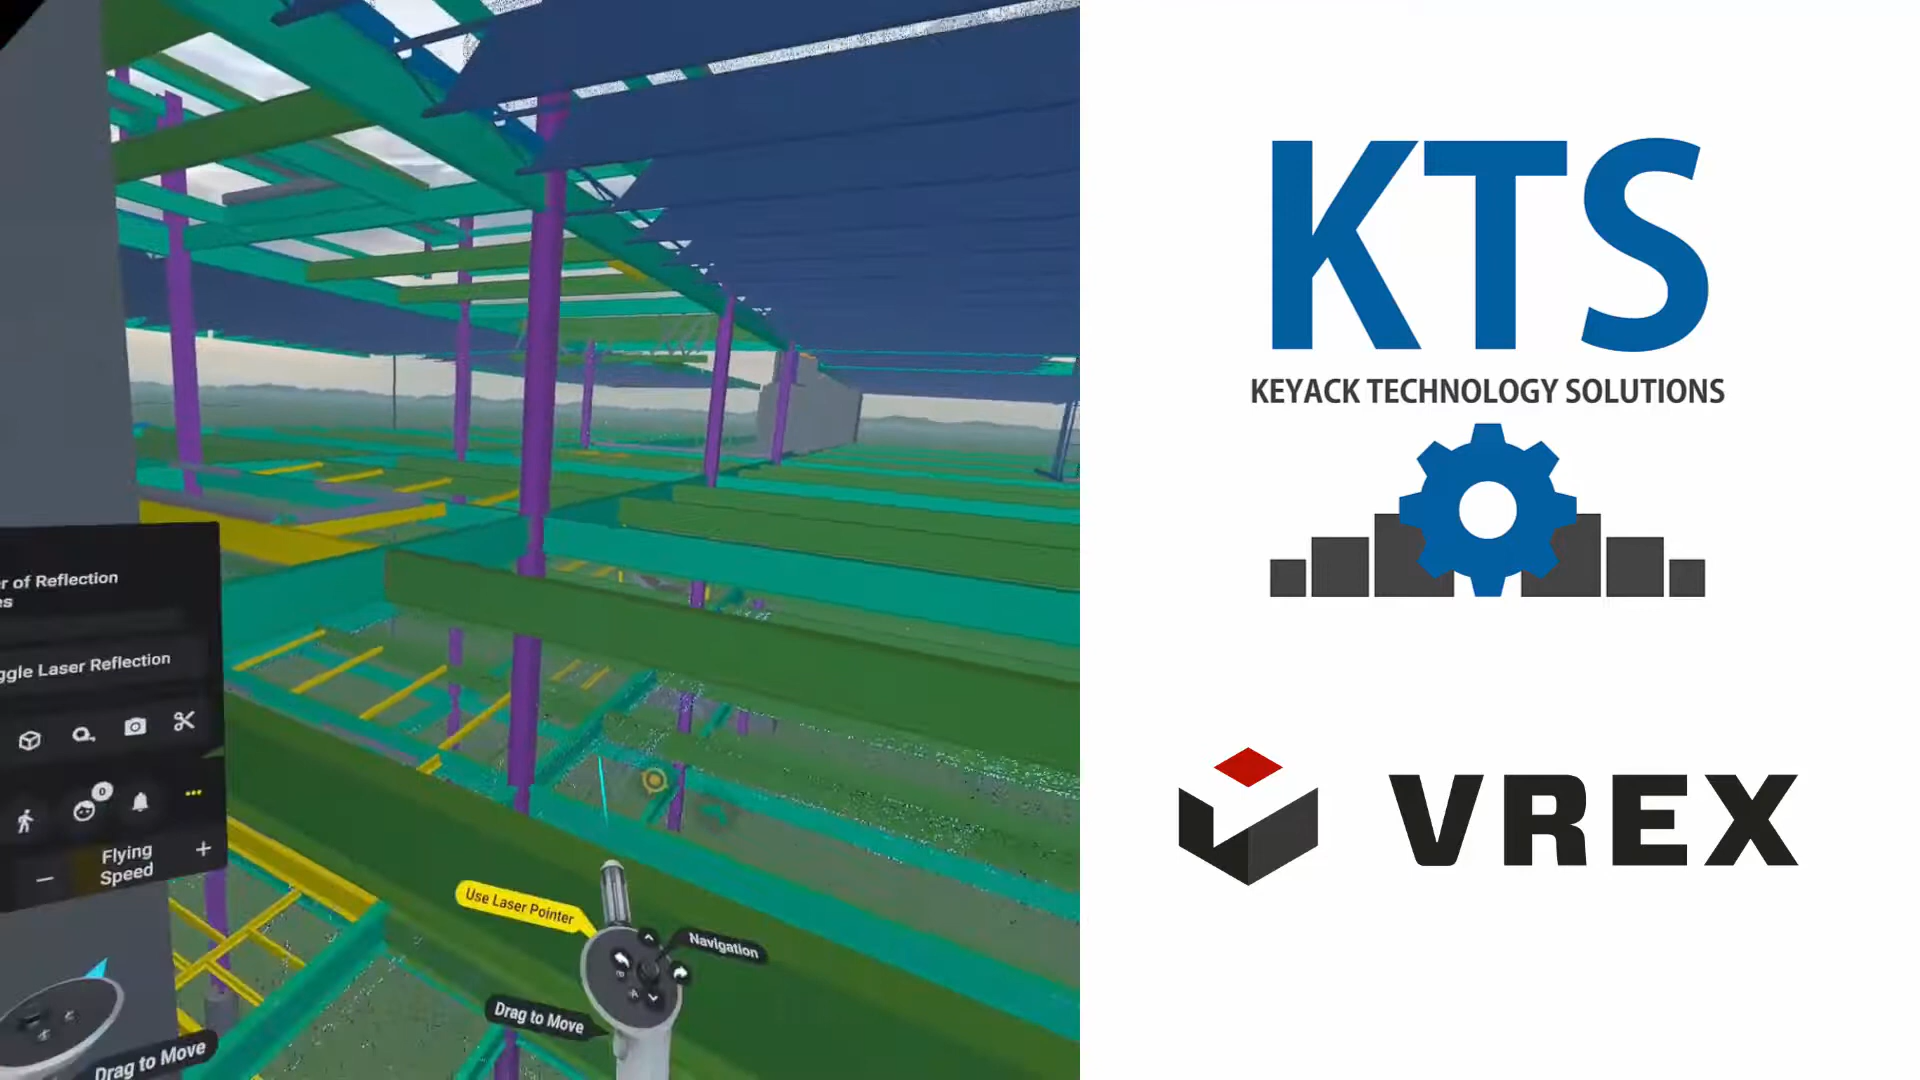 r of Reflection
es
ggle Laser Reflection
0
Flying
Speed
Use Laser Pointer
Navigation
Drag to Move
Drag to Move
KTS
KEYACK TECHNOLOGY SOLUTIONS
VREX